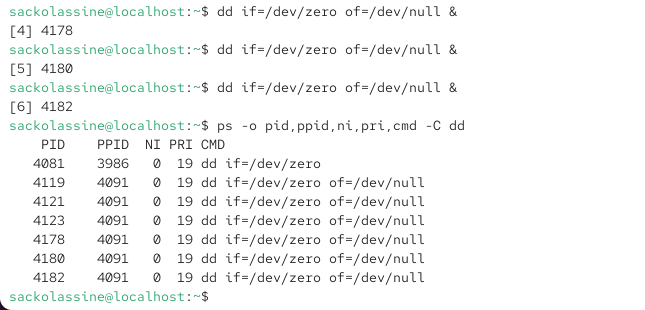 sackolassine@localhost:~$ dd if=/dev/zero of=/dev/null &
[4] 4178
sackolassine@localhost:~$ dd if=/dev/zero of=/dev/null &
[5] 4180
sackolassine@localhost:~$ dd if=/dev/zero of=/dev/null &
[6] 4182
sackolassine@localhost:~$ ps -o pid,ppid,ni,pri,cmd -C dd
    PID    PPID  NI PRI CMD
   4081    3986   0  19 dd if=/dev/zero
   4119    4091   0  19 dd if=/dev/zero of=/dev/null
   4121    4091   0  19 dd if=/dev/zero of=/dev/null
   4123    4091   0  19 dd if=/dev/zero of=/dev/null
   4178    4091   0  19 dd if=/dev/zero of=/dev/null
   4180    4091   0  19 dd if=/dev/zero of=/dev/null
   4182    4091   0  19 dd if=/dev/zero of=/dev/null
sackolassine@localhost:~$